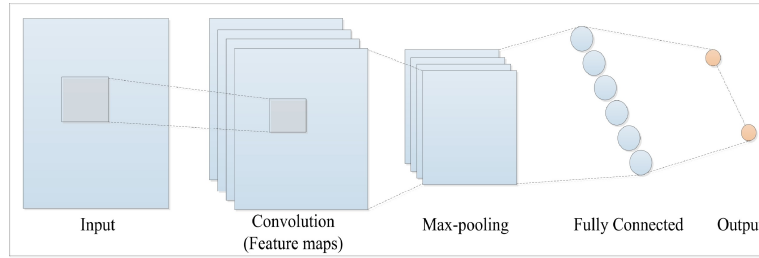 Input
Convolution
(Feature maps)
Max-pooling
Fully Connected
Outpu